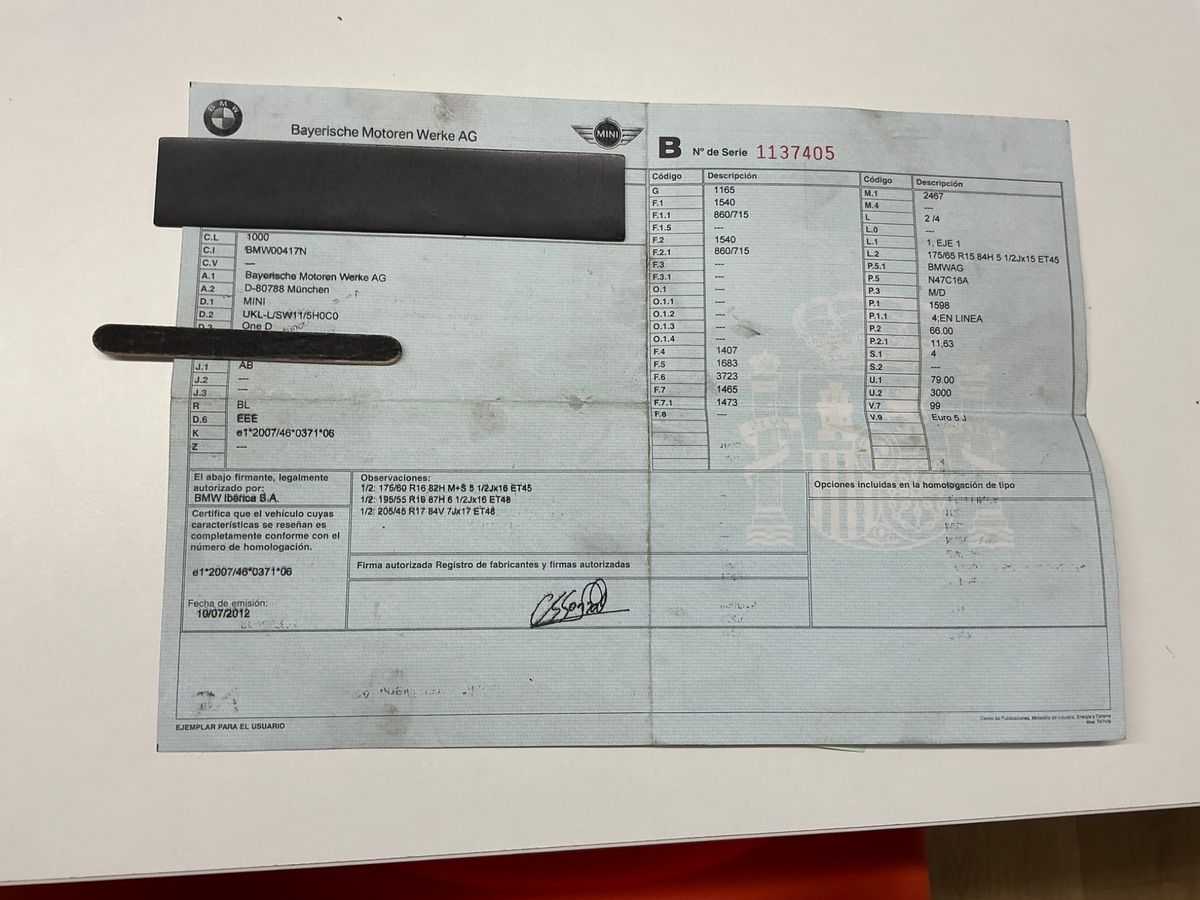 BMW
Bayerische Motoren Werke AG
MINI
B Nº de Serie 1137405
C.L 1000
C.I BMW00417N
C.V ---
A.1 Bayerische Motoren Werke AG
A.2 D-80788 München
D.1 MINI
D.2 UKL-L/SW11/5H0C0
D.3 One D
J.1 AB
J.2 ---
J.3 ---
R BL
D.6 EEE
K e1*2007/46*0371*06
Z ---
Código Descripción
G 1165
F.1 1540
F.1.1 860/715
F.1.5 ---
F.2 1540
F.2.1 860/715
F.3 ---
F.3.1 ---
O.1 ---
O.1.1 ---
O.1.2 ---
O.1.3 ---
O.1.4 ---
F.4 1407
F.5 1683
F.6 3723
F.7 1465
F.7.1 1473
F.8 ---
Código Descripción
M.1 2467
M.4 ---
L 2 /4
L.0 ---
L.1 1, EJE 1
L.2 175/65 R15 84H 5 1/2Jx15 ET45
P.5.1 BMWAG
P.5 N47C16A
P.3 M/D
P.1 1598
P.1.1 4;EN LINEA
P.2 66.00
P.2.1 11,63
S.1 4
S.2 ---
U.1 79.00
U.2 3000
V.7 99
V.9 Euro 5 J
El abajo firmante, legalmente
autorizado por:
BMW Ibérica S.A.
Certifica que el vehículo cuyas
características se reseñan es
completamente conforme con el
número de homologación.
e1*2007/46*0371*06
Fecha de emisión:
10/07/2012
Observaciones:
1/2: 175/60 R16 82H M+S 5 1/2Jx16 ET45
1/2: 195/55 R16 87H 6 1/2Jx16 ET48
1/2: 205/45 R17 84V 7Jx17 ET48
Firma autorizada Registro de fabricantes y firmas autorizadas
Opciones incluidas en la homologación de tipo
EJEMPLAR PARA EL USUARIO
Centro de Publicaciones. Ministerio de Industria, Energía y Turismo